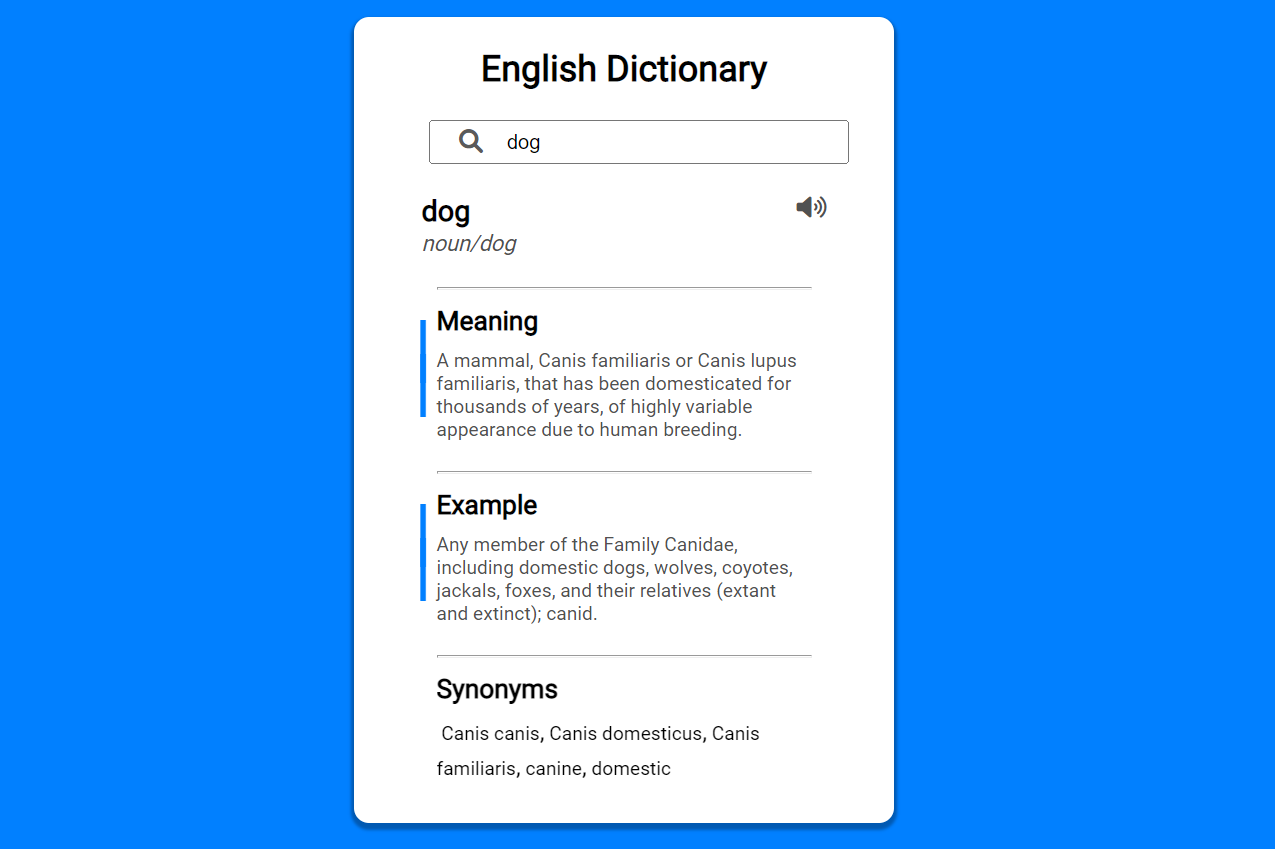 English Dictionary
dog
dog
noun/dog
Meaning
A mammal, Canis familiaris or Canis lupus
familiaris, that has been domesticated for
thousands of years, of highly variable
appearance due to human breeding.
Example
Any member of the Family Canidae,
including domestic dogs, wolves, coyotes,
jackals, foxes, and their relatives (extant
and extinct); canid.
Synonyms
Canis canis, Canis domesticus, Canis
familiaris, canine, domestic